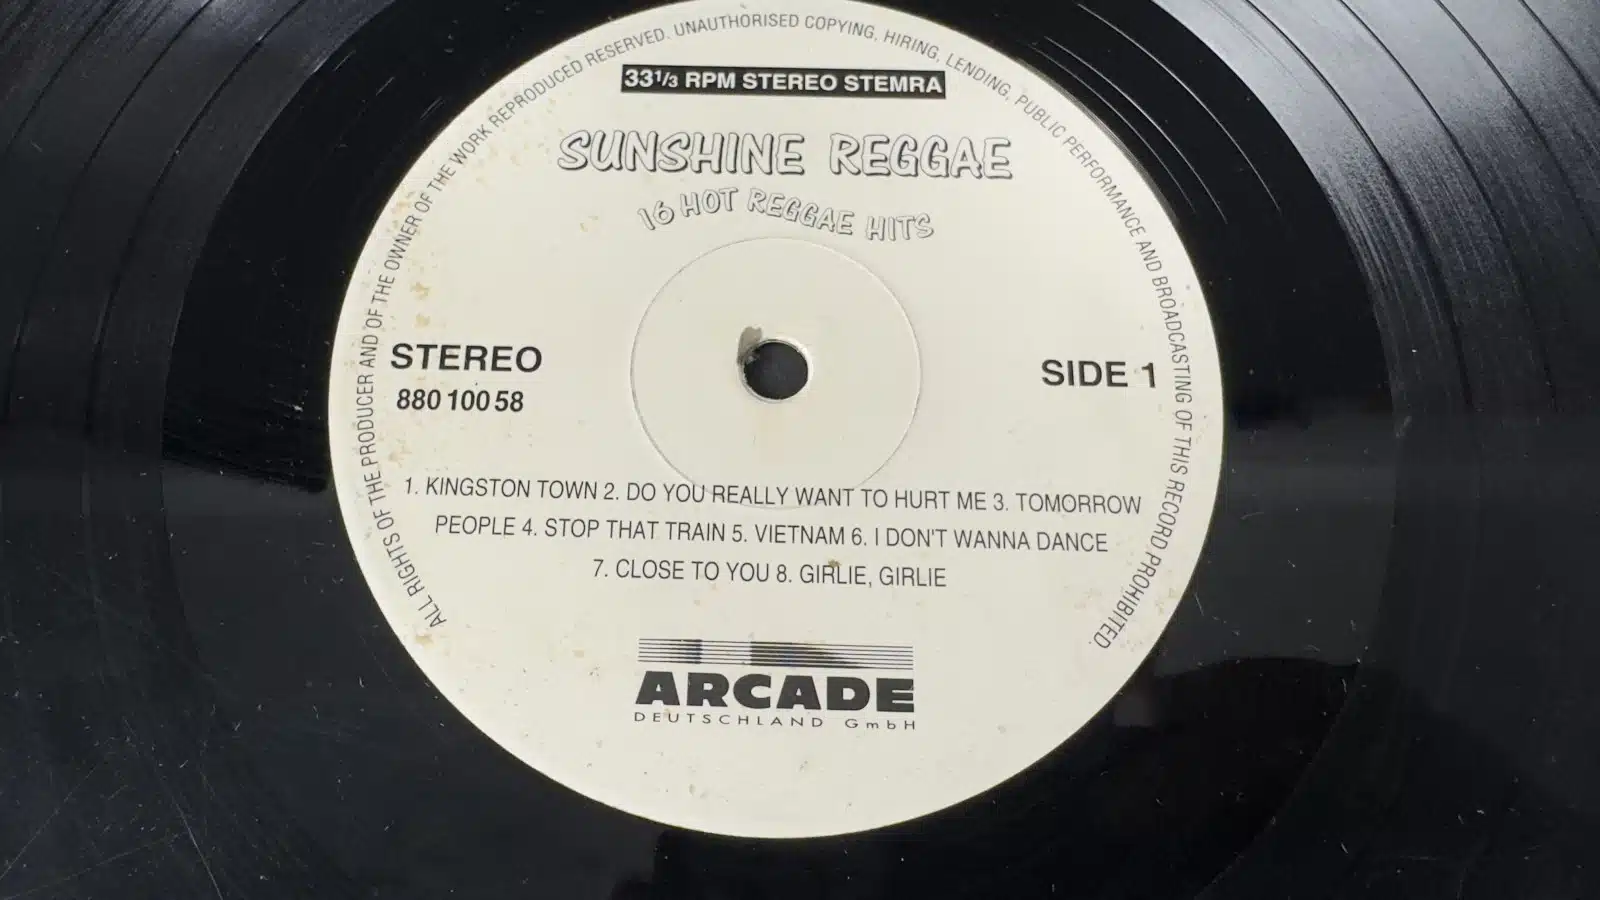 ALL RIGHTS OF THE PRODUCER AND OF THE OWNER OF THE WORK REPRODUCED RESERVED. UNAUTHORISED COPYING, HIRING, LENDING, PUBLIC PERFORMANCE AND BROADCASTING OF THIS RECORD PROHIBITED.
33 1/3 RPM STEREO STEMRA
SUNSHINE REGGAE
16 HOT REGGAE HITS
STEREO
880 100 58
SIDE 1
1. KINGSTON TOWN 2. DO YOU REALLY WANT TO HURT ME 3. TOMORROW
PEOPLE 4. STOP THAT TRAIN 5. VIETNAM 6. I DON'T WANNA DANCE
7. CLOSE TO YOU 8. GIRLIE, GIRLIE
ARCADE
DEUTSCHLAND GmbH